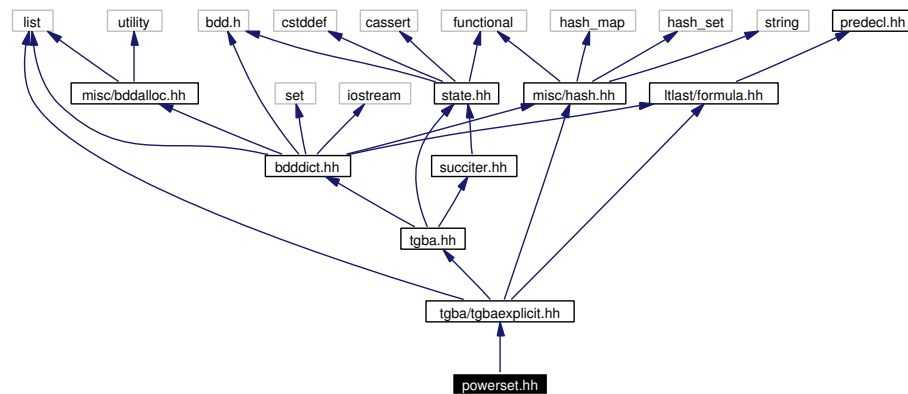 list
utility
bdd.h
cstddef
cassert
functional
hash_map
hash_set
string
predecl.hh
misc/bddalloc.hh
set
iostream
state.hh
misc/hash.hh
ltlast/formula.hh
bdddict.hh
succiter.hh
tgba.hh
tgba/tgbaexplicit.hh
powerset.hh